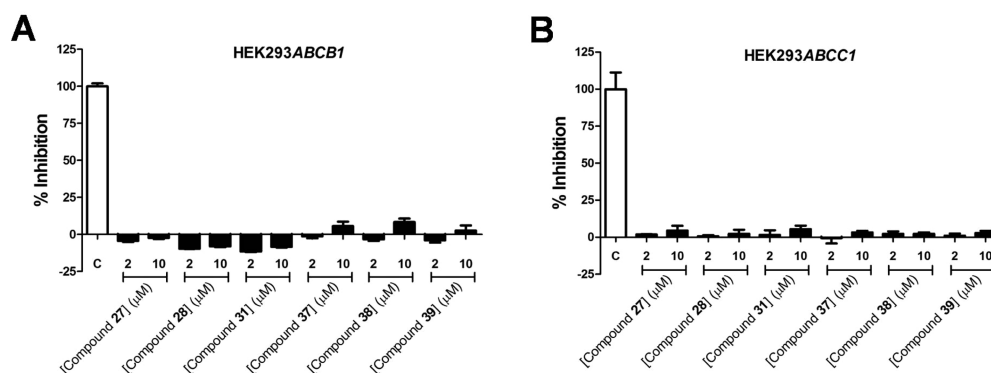 A
HEK293ABCB1
% Inhibition
125
100
75
50
25
0
-25
C 2 10 2 10 2 10 2 10 2 10 2 10
[Compound 27] (μM)
[Compound 28] (μM)
[Compound 31] (μM)
[Compound 37] (μM)
[Compound 38] (μM)
[Compound 39] (μM)
B
HEK293ABCC1
% Inhibition
125
100
75
50
25
0
-25
C 2 10 2 10 2 10 2 10 2 10 2 10
[Compound 27] (μM)
[Compound 28] (μM)
[Compound 31] (μM)
[Compound 37] (μM)
[Compound 38] (μM)
[Compound 39] (μM)